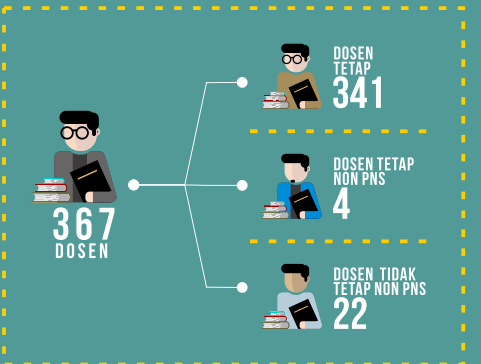 367
DOSEN
DOSEN
TETAP
341
DOSEN TETAP
NON PNS
4
DOSEN TIDAK
TETAP NON PNS
22